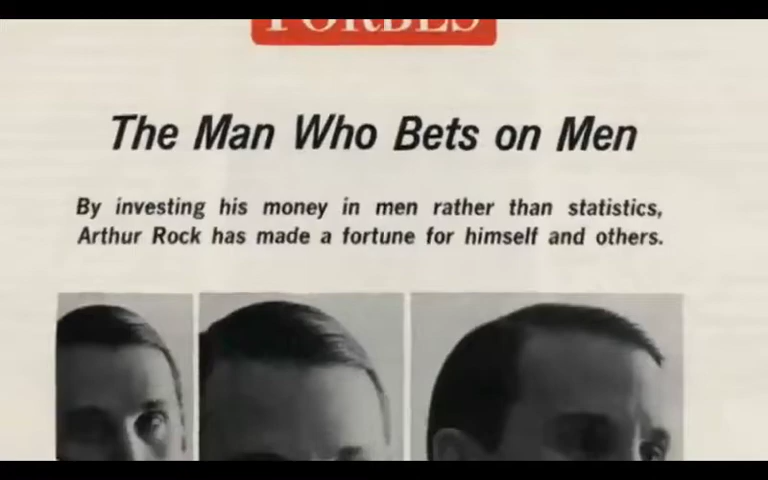 FORBES
The Man Who Bets on Men
By investing his money in men rather than statistics,
Arthur Rock has made a fortune for himself and others.